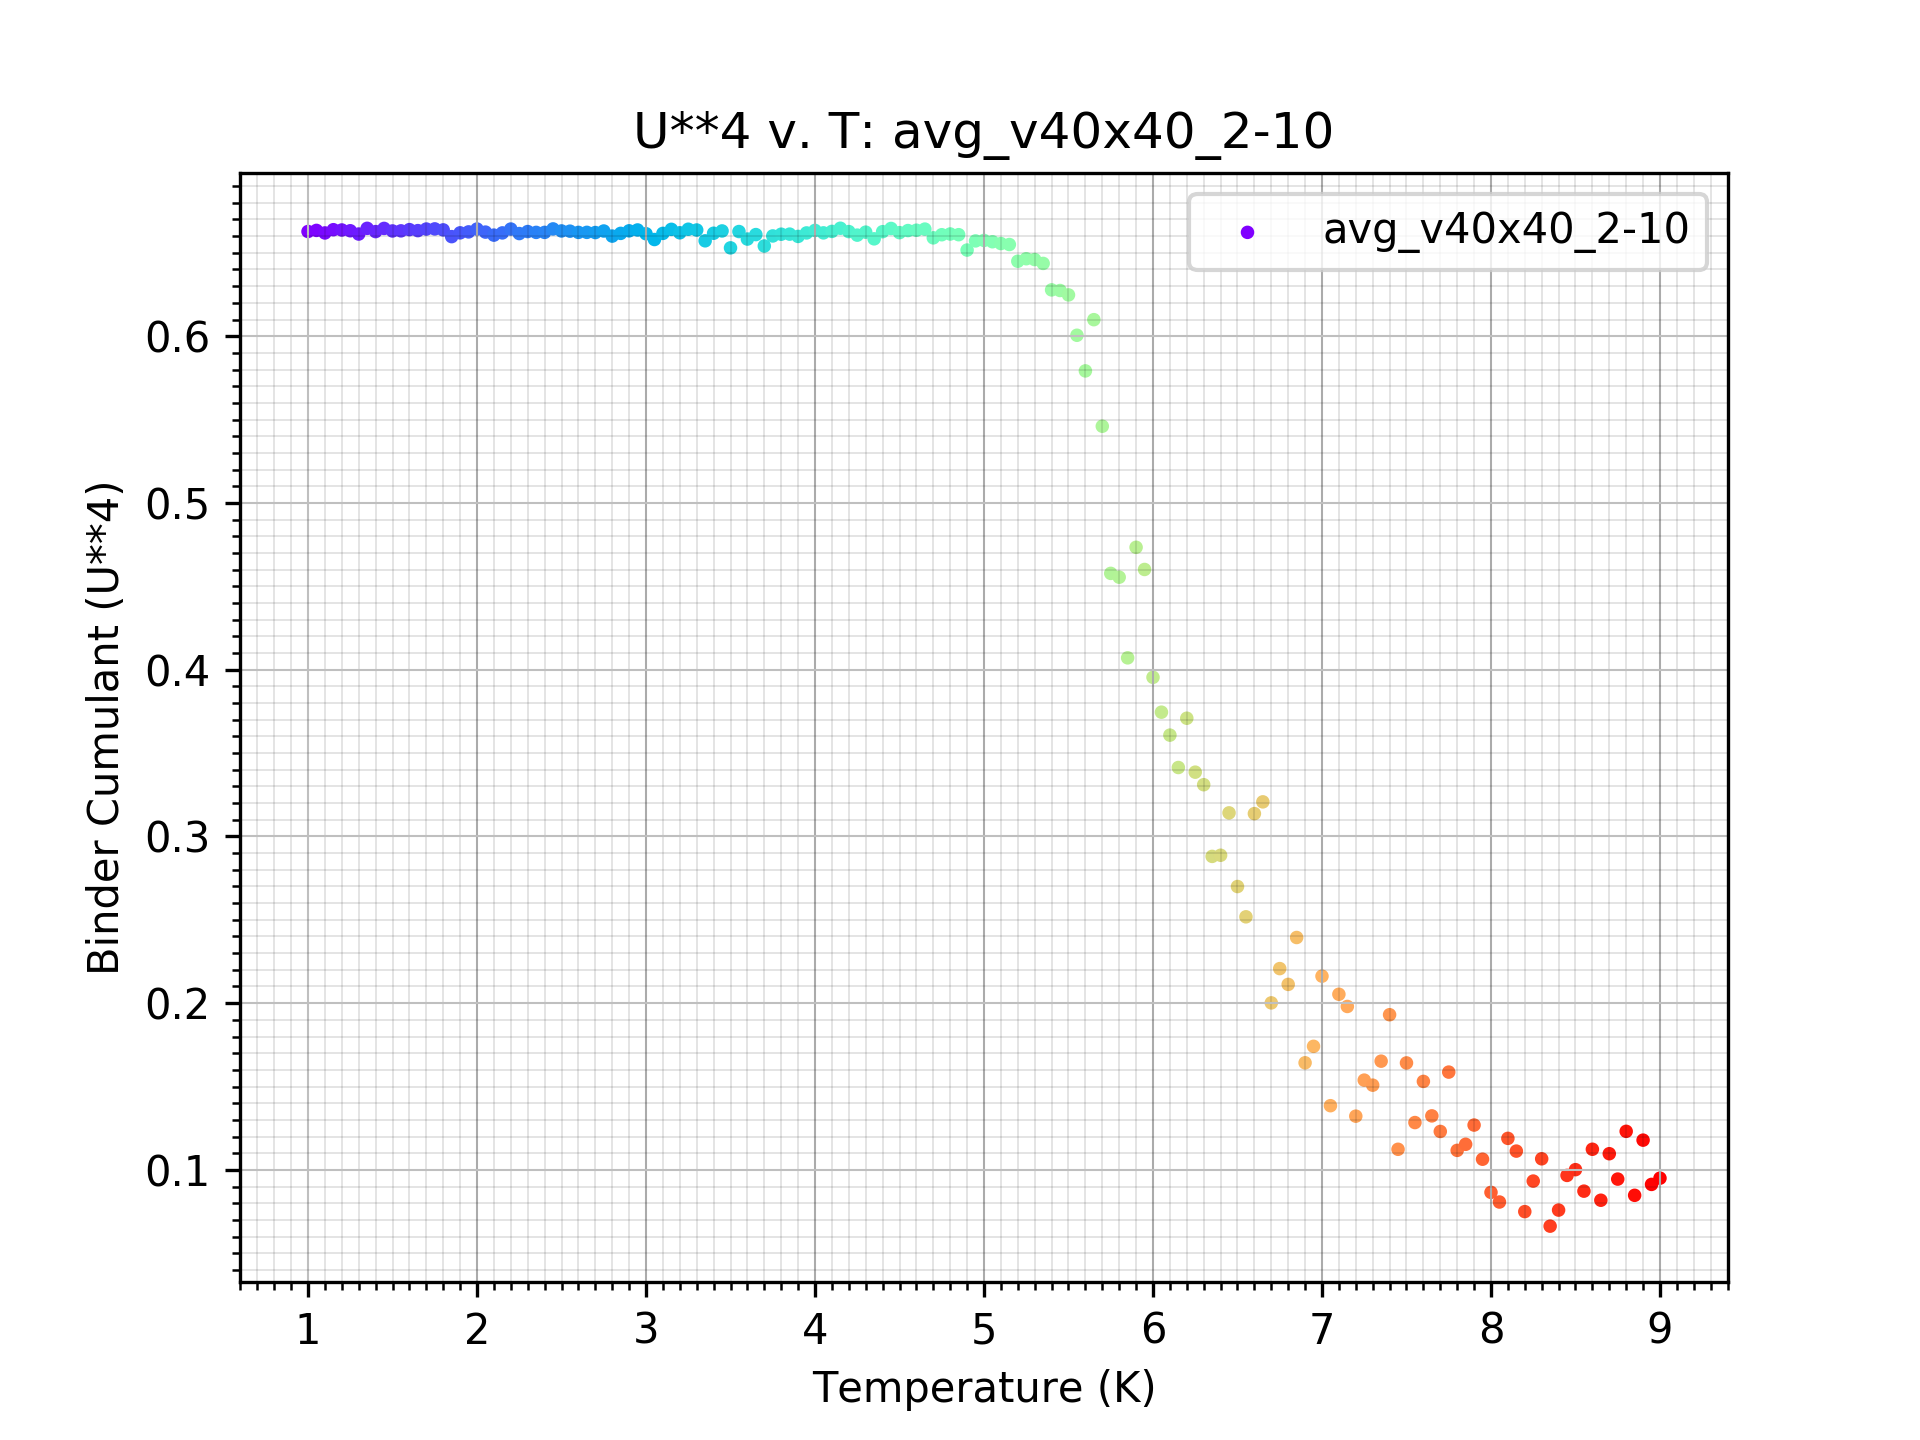 U**4 v. T: avg_v40x40_2-10
avg_v40x40_2-10
Binder Cumulant (U**4)
0.6
0.5
0.4
0.3
0.2
0.1
1 2 3 4 5 6 7 8 9
Temperature (K)